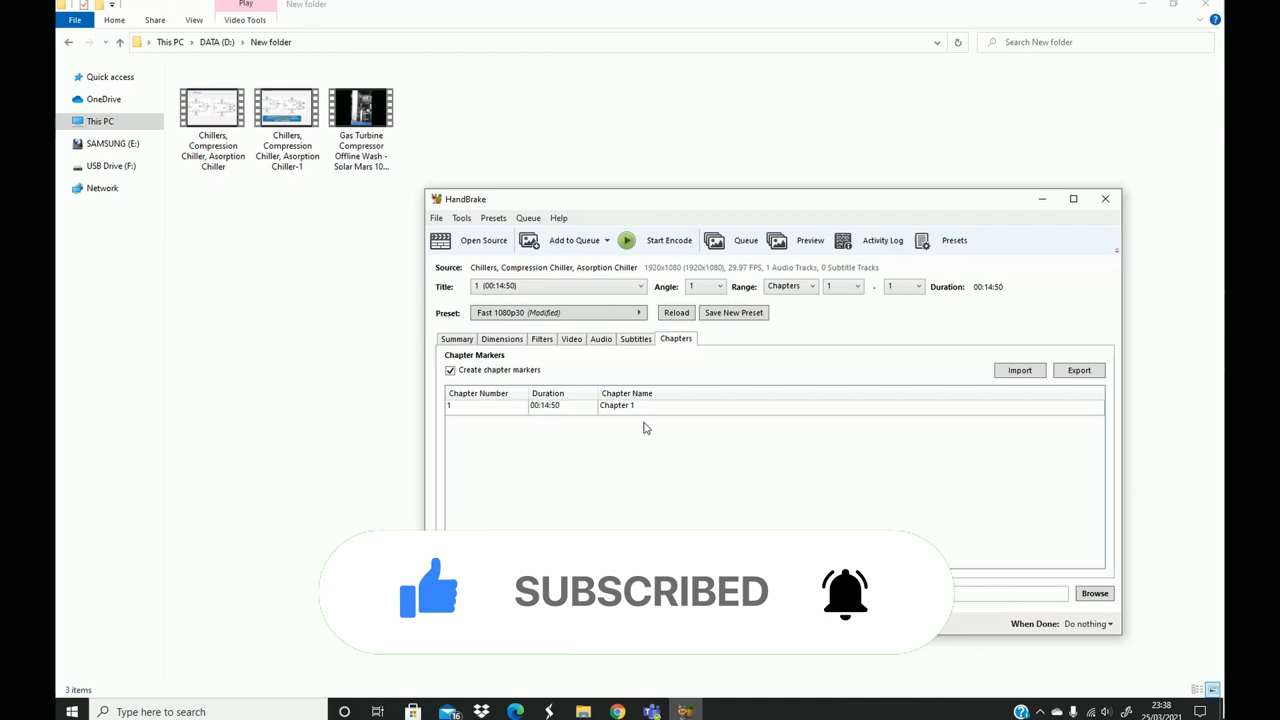 Play
New folder
File
Home
Share
View
Video Tools
This PC
DATA (D:)
New folder
Search New folder
Quick access
OneDrive
This PC
SAMSUNG (E:)
USB Drive (F:)
Network
Chillers,
Compression
Chiller, Asorption
Chiller
Chillers,
Compression
Chiller, Asorption
Chiller-1
Gas Turbine
Compressor
Offline Wash -
Solar Mars 10...
HandBrake
File Tools Presets Queue Help
Open Source Add to Queue Start Encode Queue Preview Activity Log Presets
Source: Chillers, Compression Chiller, Asorption Chiller 1920x1080 (1920x1080), 29.97 FPS, 1 Audio Tracks, 0 Subtitle Tracks
Title: 1 (00:14:50) Angle: 1 Range: Chapters 1 - 1 Duration: 00:14:50
Preset: Fast 1080p30 (Modified) Reload Save New Preset
Summary Dimensions Filters Video Audio Subtitles Chapters
Chapter Markers
Create chapter markers Import Export
Chapter Number Duration Chapter Name
1 00:14:50 Chapter 1
SUBSCRIBED
Browse
When Done: Do nothing
3 items
Type here to search
16
23:38
25/03/2021